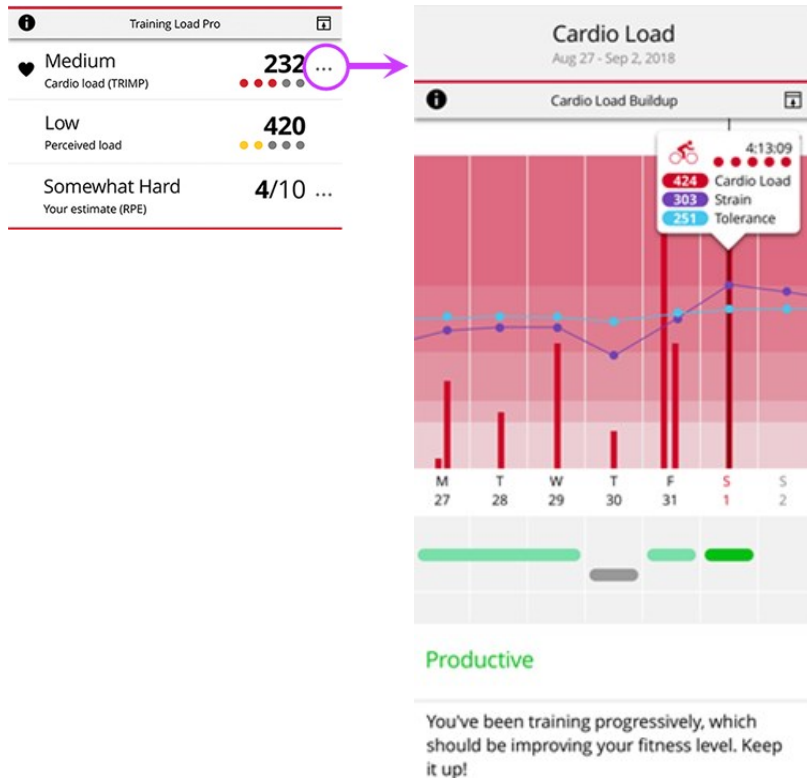 Training Load Pro
Medium
232 ...
Cardio load (TRIMP)
Low
420
Perceived load
Somewhat Hard
4/10 ...
Your estimate (RPE)
Cardio Load
Aug 27 - Sep 2, 2018
Cardio Load Buildup
4:13:09
424 Cardio Load
303 Strain
251 Tolerance
M T W T F S S
27 28 29 30 31 1 2
Productive
You've been training progressively, which
should be improving your fitness level. Keep
it up!